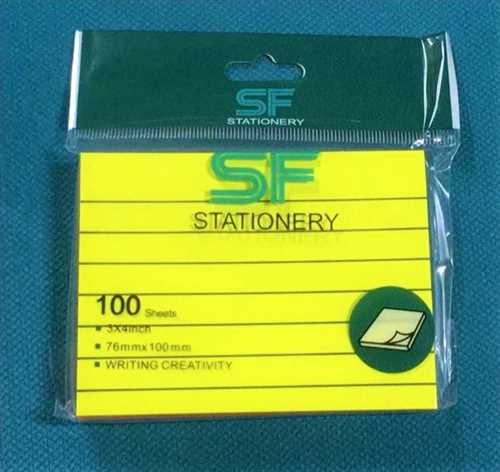 SF
STATIONERY
SF
STATIONERY
100 Sheets
3X4inch
76mmx100mm
WRITING CREATIVITY